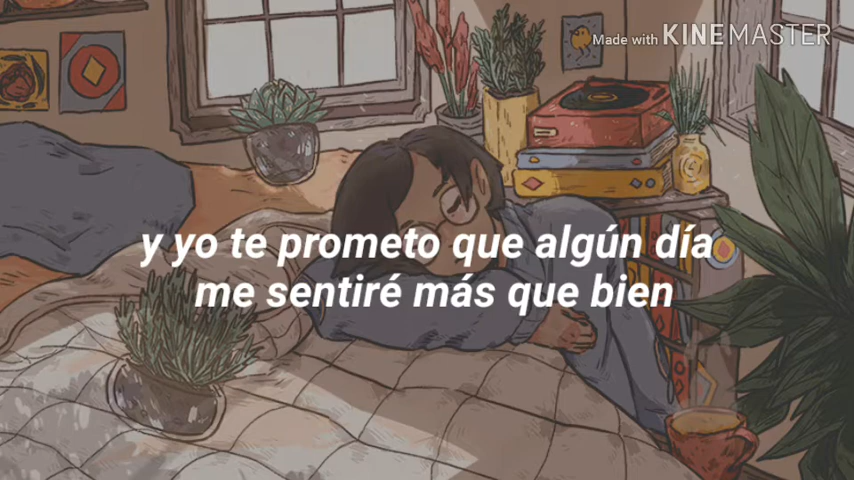 Made with KINEMASTER
y yo te prometo que algún día
me sentiré más que bien